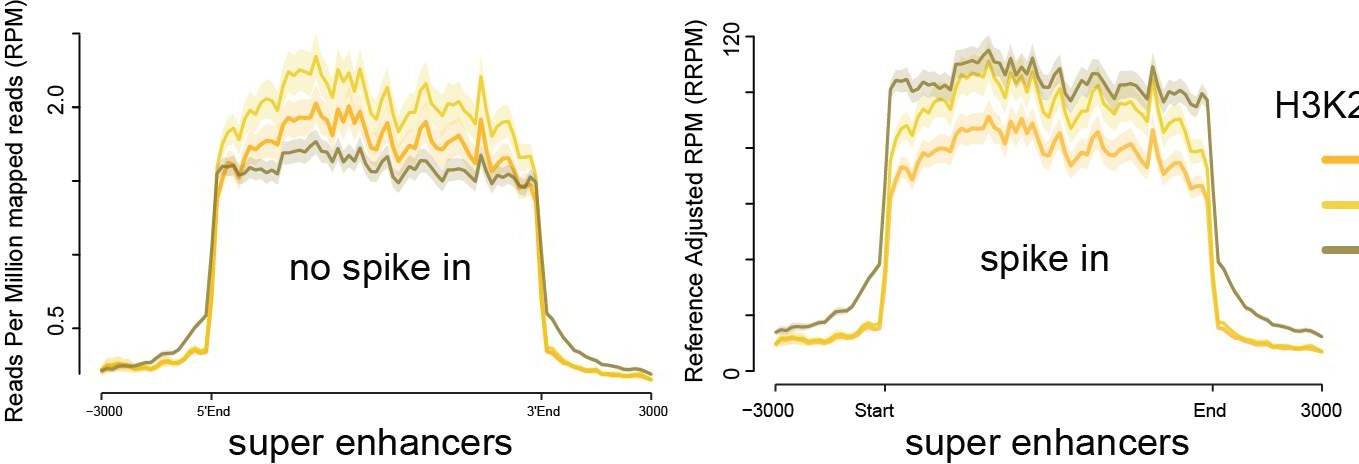 Reads Per Million mapped reads (RPM)
2.0
0.5
no spike in
−3000 5'End 3'End 3000
super enhancers
Reference Adjusted RPM (RRPM)
120
0
spike in
−3000 Start End 3000
super enhancers
H3K2